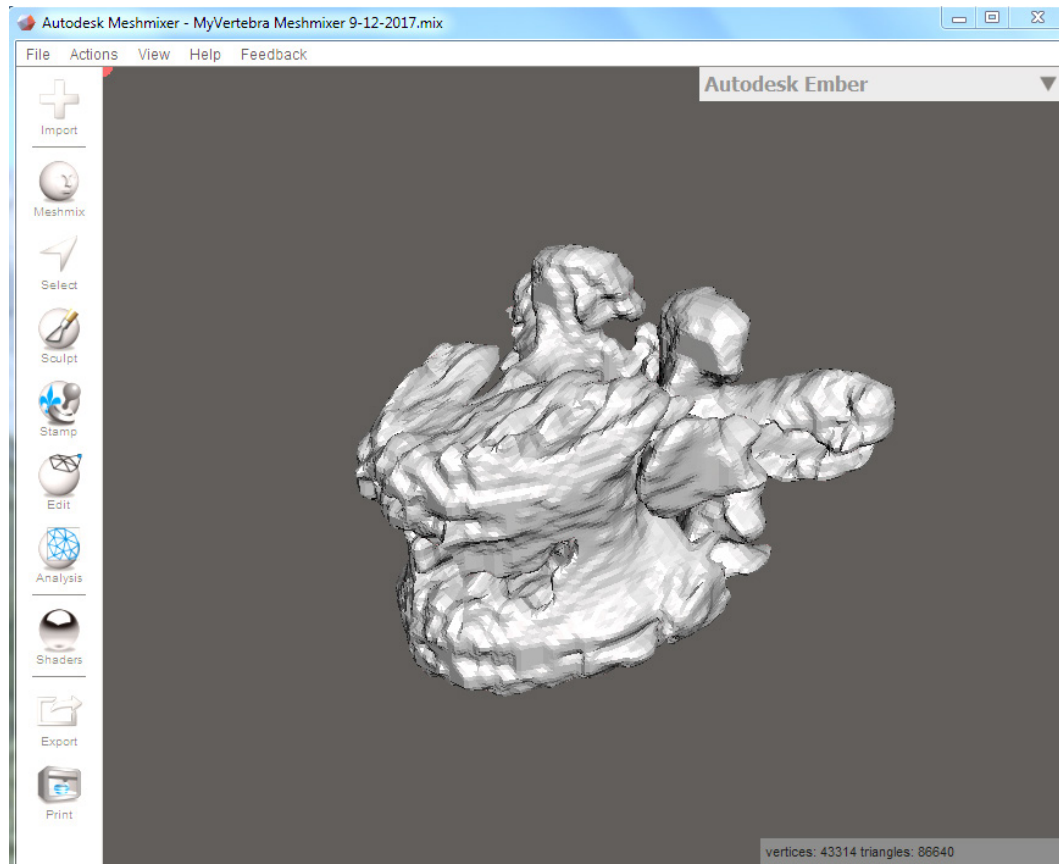 Autodesk Meshmixer - MyVertebra Meshmixer 9-12-2017.mix
File Actions View Help Feedback
Autodesk Ember
Import
Meshmix
Select
Sculpt
Stamp
Edit
Analysis
Shaders
Export
Print
vertices: 43314 triangles: 86640